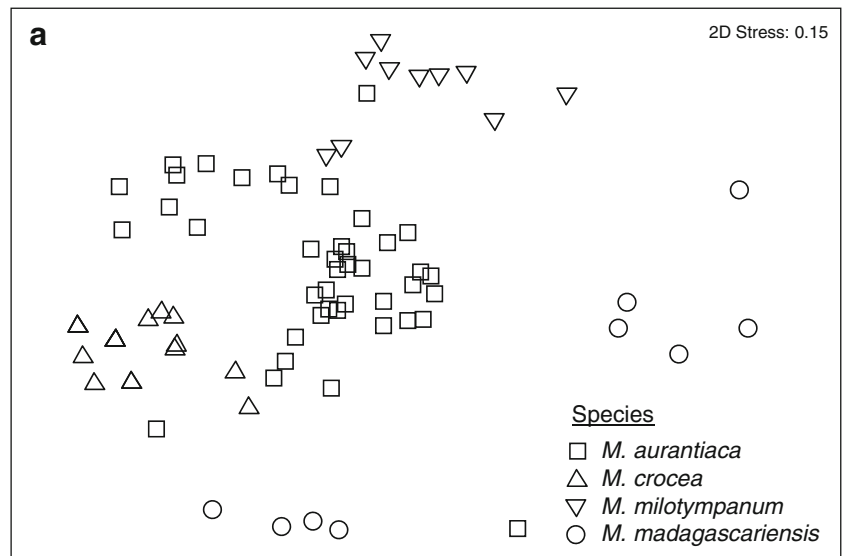 a
2D Stress: 0.15
Species
M. aurantiaca
M. crocea
M. milotympanum
M. madagascariensis